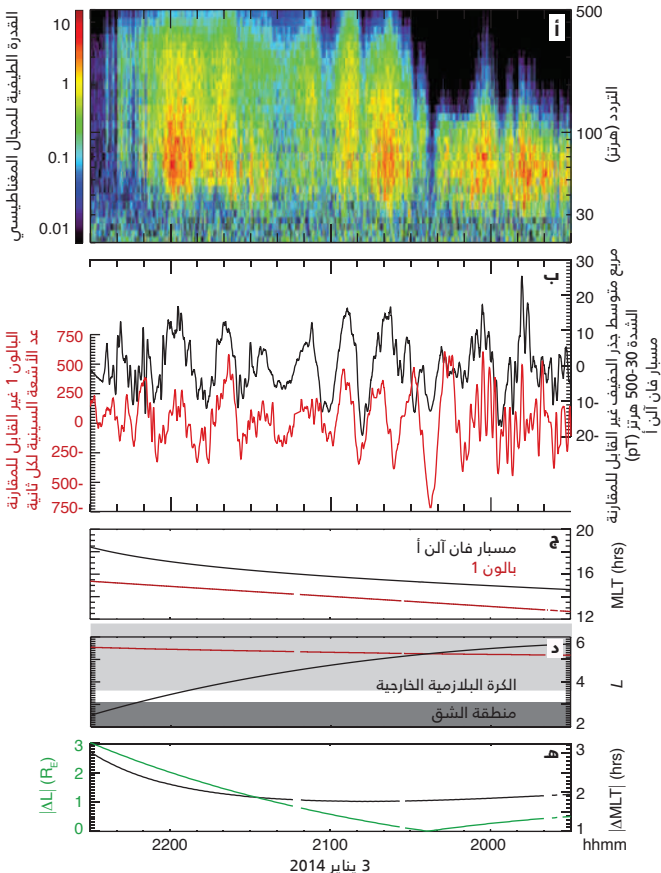 أ
القدرة الطيفية للمجال المغناطيسي
10
1
0.1
0.01
التردد (هرتز)
500
100
30
ب
البالون 1 غير القابل للمقارنة
عد الأشعة السينية لكل ثانية
750
500
250
0
250-
500-
750-
30
20
10
0
10-
20-
مربع متوسط جذر الحفيف غير القابل للمقارنة
الشدة 30-500 هرتز (pT)
مسبار فان آلن أ
ج
مسبار فان آلن أ
بالون 1
20
16
12
MLT (hrs)
د
الكرة البلازمية الخارجية
منطقة الشق
6
4
2
L
هـ
|ΔL| (RE)
3
2
1
0
3
2
1
|ΔMLT| (hrs)
2200
2100
2000
hhmm
3 يناير 2014